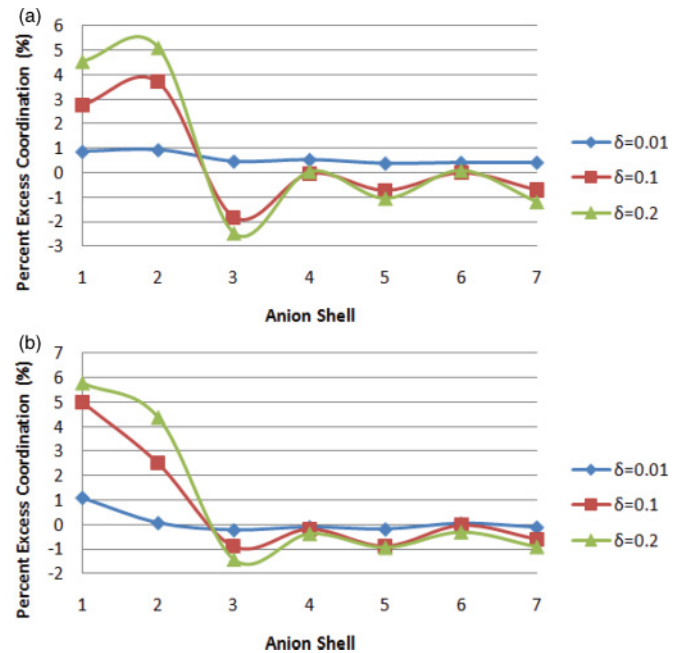 (a)
Percent Excess Coordination (%)
6
5
4
3
2
1
0
-1
-2
-3
1 2 3 4 5 6 7
Anion Shell
δ=0.01
δ=0.1
δ=0.2
(b)
Percent Excess Coordination (%)
7
6
5
4
3
2
1
0
-1
-2
1 2 3 4 5 6 7
Anion Shell
δ=0.01
δ=0.1
δ=0.2